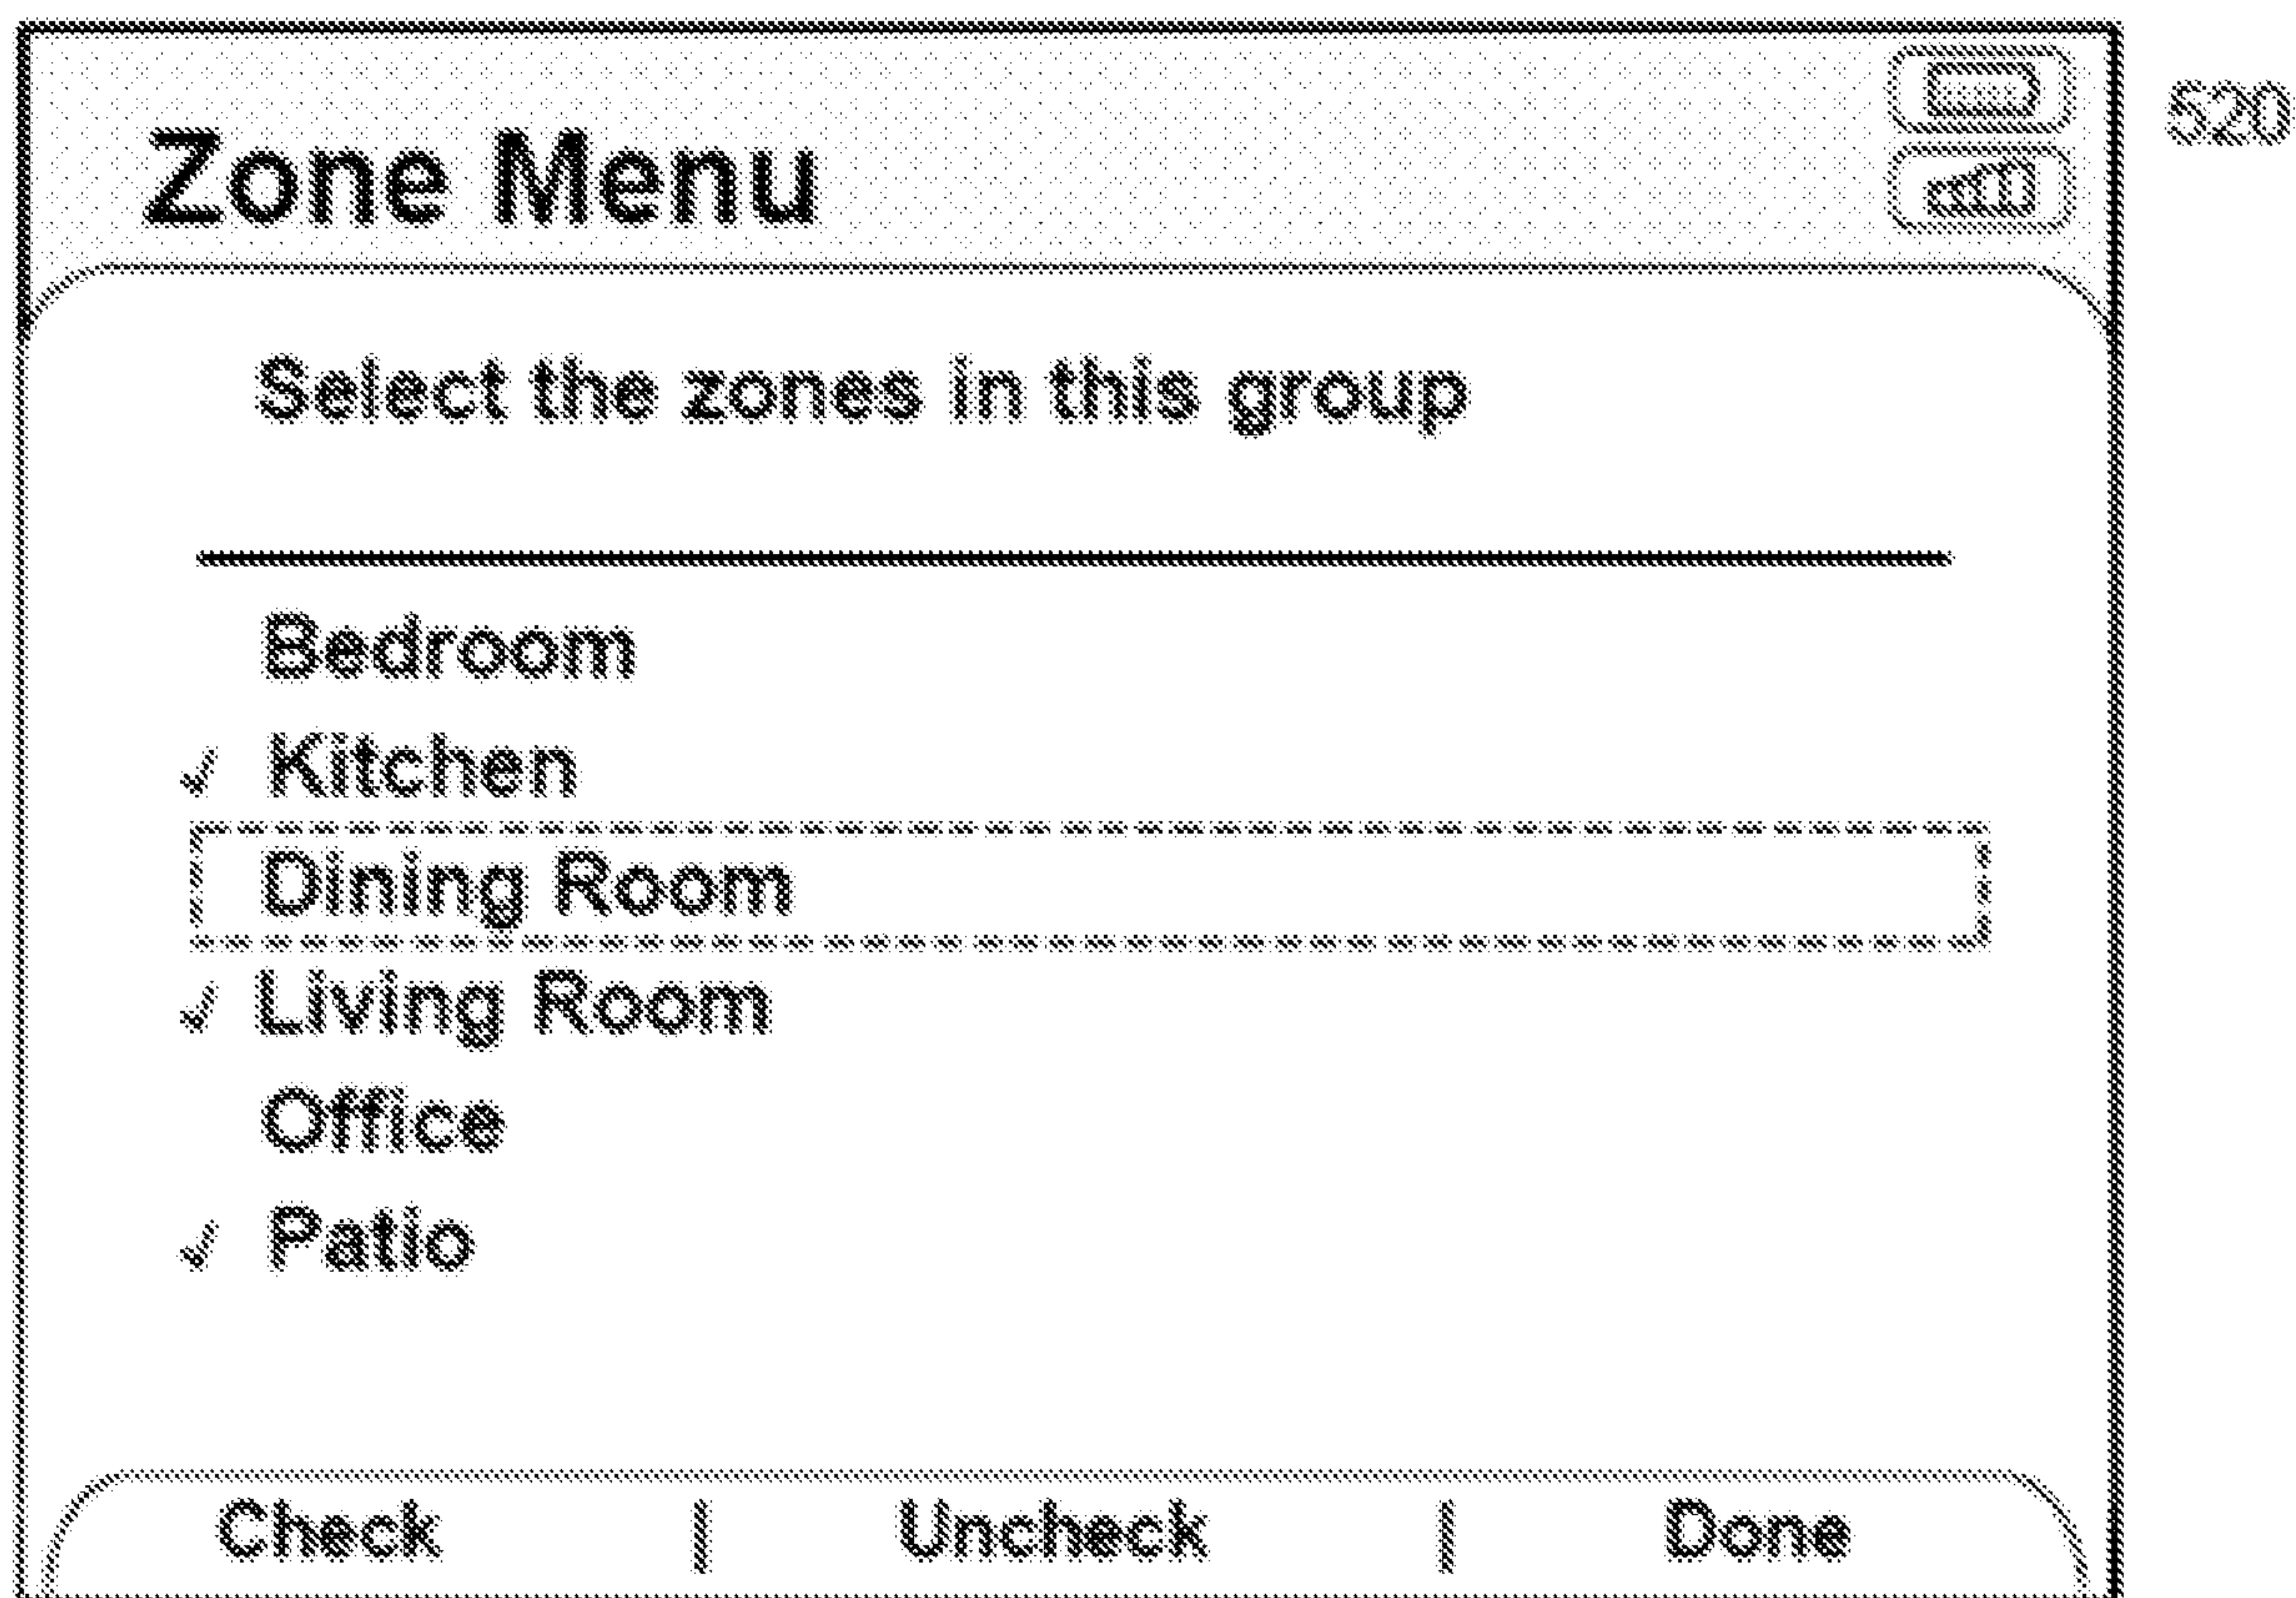 Zone Menu
520
Select the zones in this group
Bedroom
✓ Kitchen
Dining Room
✓ Living Room
Office
✓ Patio
Check | Uncheck | Done